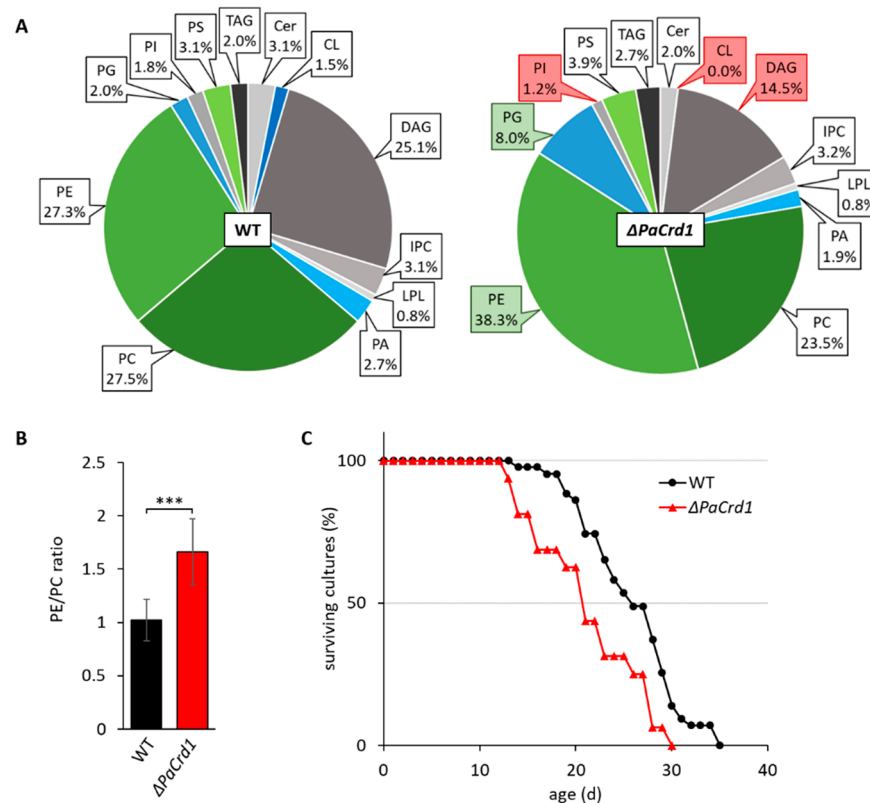 A
PS
3.1%
TAG
2.0%
Cer
3.1%
CL
1.5%
PI
1.8%
PG
2.0%
DAG
25.1%
PE
27.3%
WT
IPC
3.1%
LPL
0.8%
PA
2.7%
PC
27.5%
PS
3.9%
TAG
2.7%
Cer
2.0%
CL
0.0%
PI
1.2%
DAG
14.5%
PG
8.0%
IPC
3.2%
LPL
0.8%
ΔPaCrd1
PA
1.9%
PE
38.3%
PC
23.5%
B
PE/PC ratio
2.5
2
1.5
1
0.5
0
***
WT
ΔPaCrd1
C
surviving cultures (%)
100
50
0
WT
ΔPaCrd1
0
10
20
30
40
age (d)